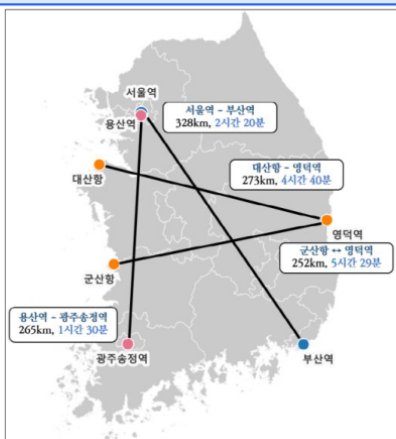 서울역
용산역
서울역 – 부산역
328km, 2시간 20분
대산항
대산항 – 영덕역
273km, 4시간 40분
영덕역
군산항 ↔ 영덕역
252km, 5시간 29분
군산항
용산역 – 광주송정역
265km, 1시간 30분
광주송정역
부산역